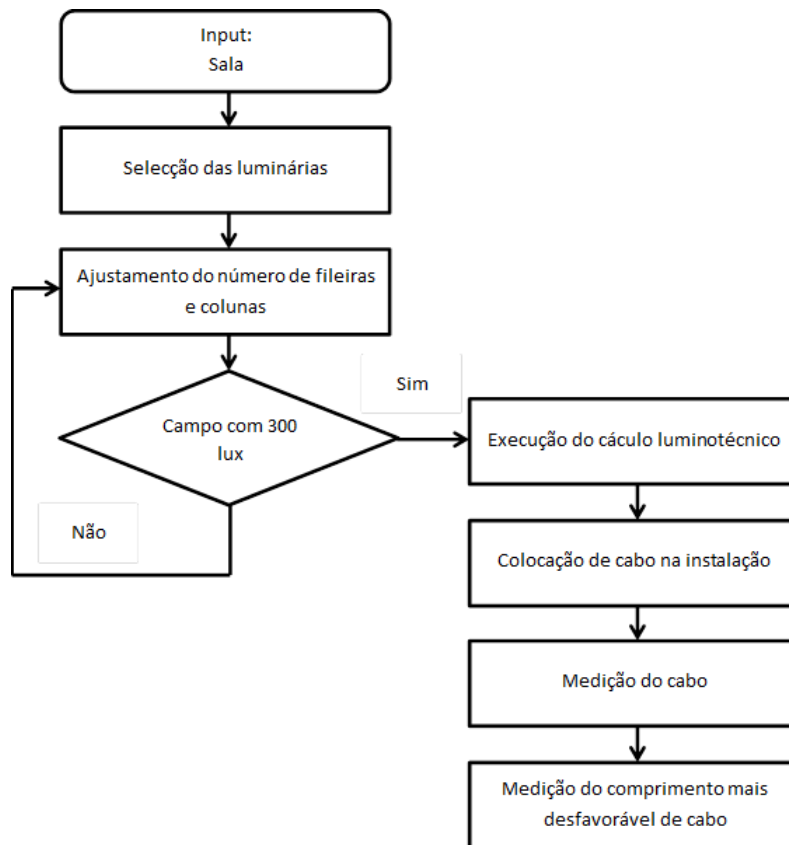 Input:
Sala
Selecção das luminárias
Ajustamento do número de fileiras
e colunas
Campo com 300
lux
Sim
Não
Execução do cáculo luminotécnico
Colocação de cabo na instalação
Medição do cabo
Medição do comprimento mais
desfavorável de cabo